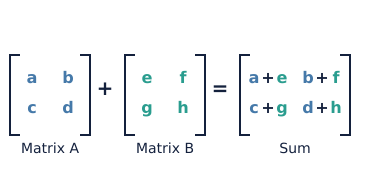 a b + e f = a+e b+f
c d g h c+g d+h
Matrix A Matrix B Sum